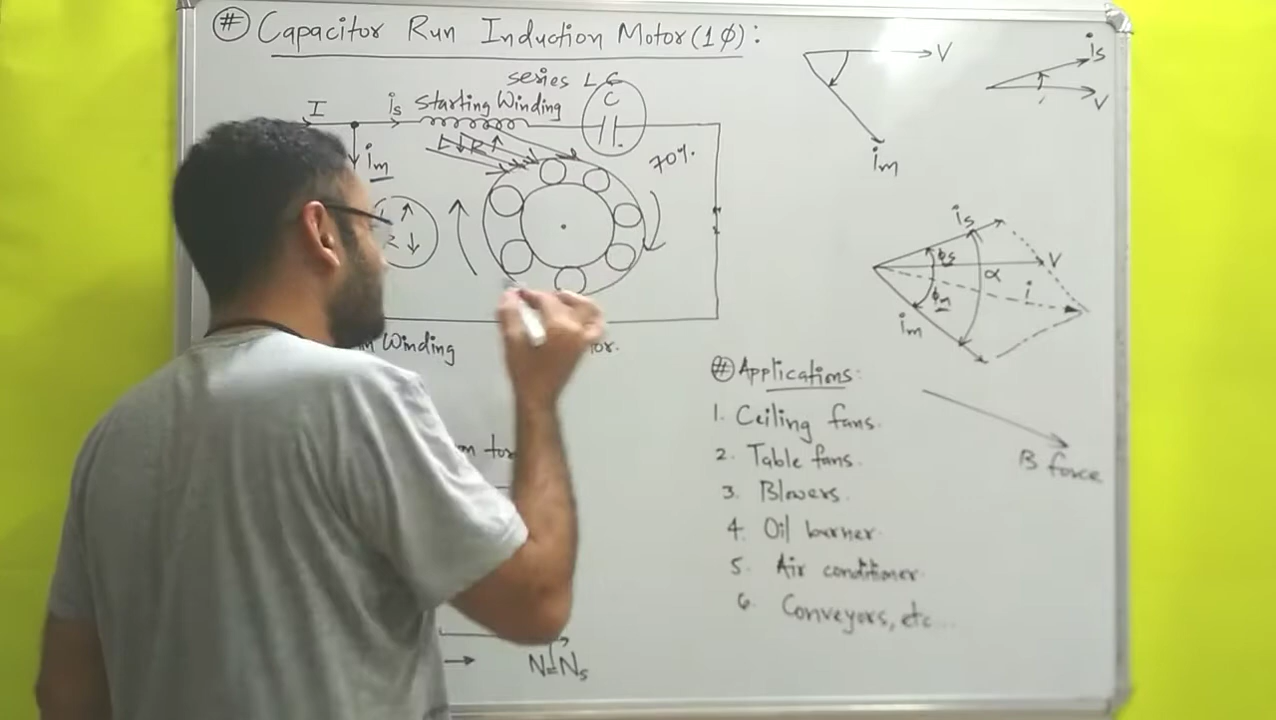 # Capacitor Run Induction Motor (1Φ):
series L C
I is Starting Winding C
im L↓ R↑ 70%
↑
R ↓
Winding
tor.
m tor
N=Ns
V
im
is
V
is
ϕs V
α
ϕm i
im
B force
# Applications:
1. Ceiling fans.
2. Table fans.
3. Blowers.
4. Oil burner.
5. Air conditioner.
6. Conveyors, etc...